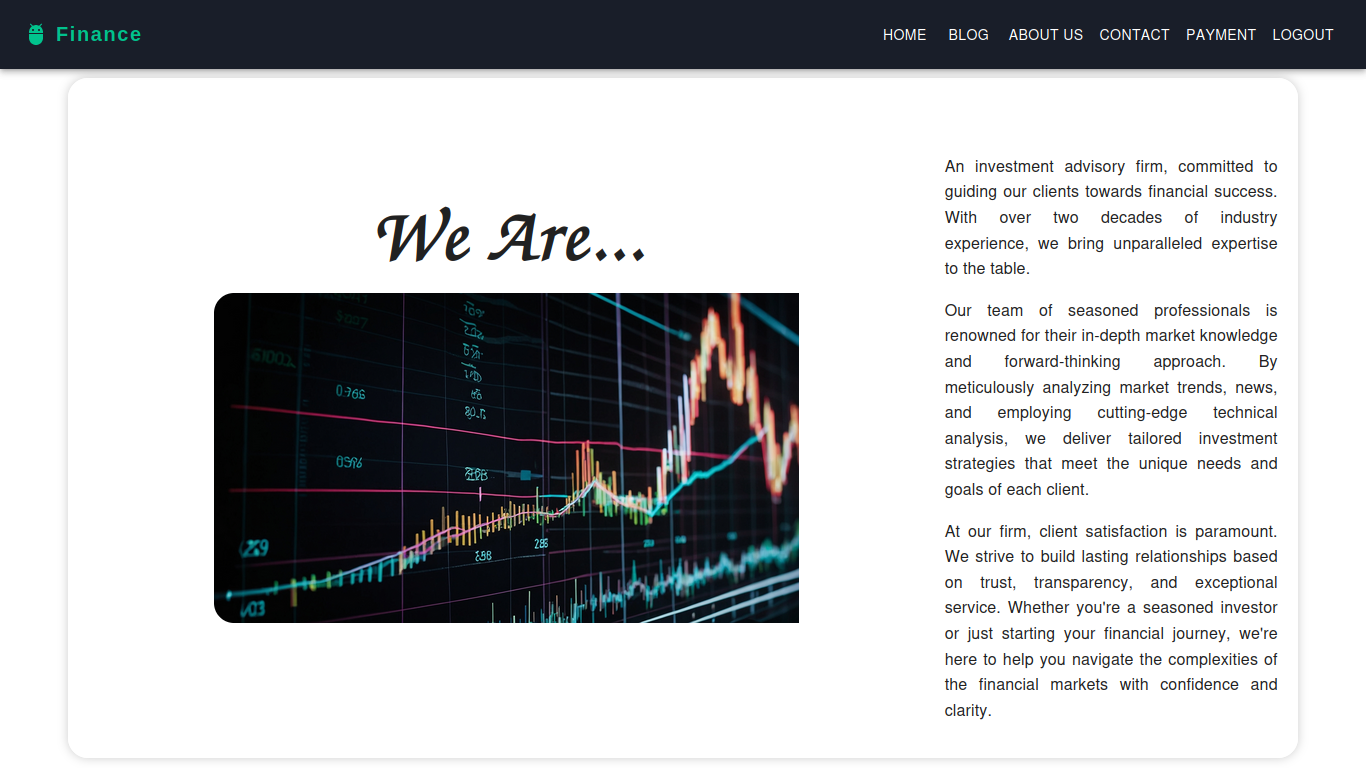 Finance
HOME BLOG ABOUT US CONTACT PAYMENT LOGOUT
We Are...
An investment advisory firm, committed to
guiding our clients towards financial success.
With over two decades of industry
experience, we bring unparalleled expertise
to the table.
Our team of seasoned professionals is
renowned for their in-depth market knowledge
and forward-thinking approach. By
meticulously analyzing market trends, news,
and employing cutting-edge technical
analysis, we deliver tailored investment
strategies that meet the unique needs and
goals of each client.
At our firm, client satisfaction is paramount.
We strive to build lasting relationships based
on trust, transparency, and exceptional
service. Whether you're a seasoned investor
or just starting your financial journey, we're
here to help you navigate the complexities of
the financial markets with confidence and
clarity.